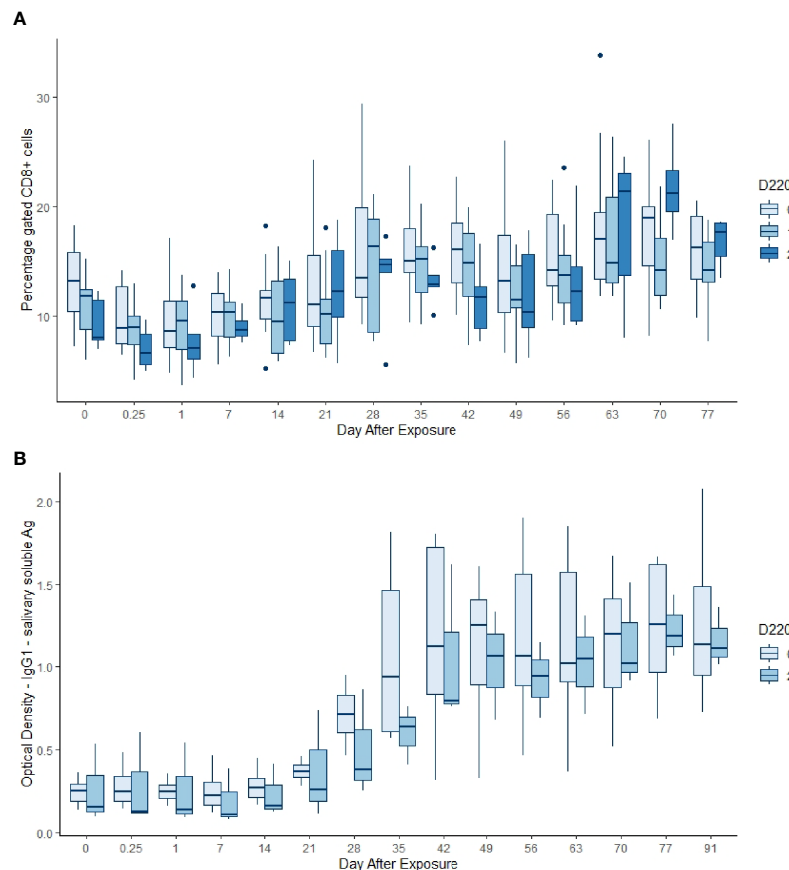 A
Percentage gated CD8+ cells
30
20
10
0 0.25 1 7 14 21 28 35 42 49 56 63 70 77
Day After Exposure
D220
2
B
Optical Density - IgG1 - salivary soluble Ag
2.0
1.5
1.0
0.5
0.0
0 0.25 1 7 14 21 28 35 42 49 56 63 70 77 91
Day After Exposure
D220
2